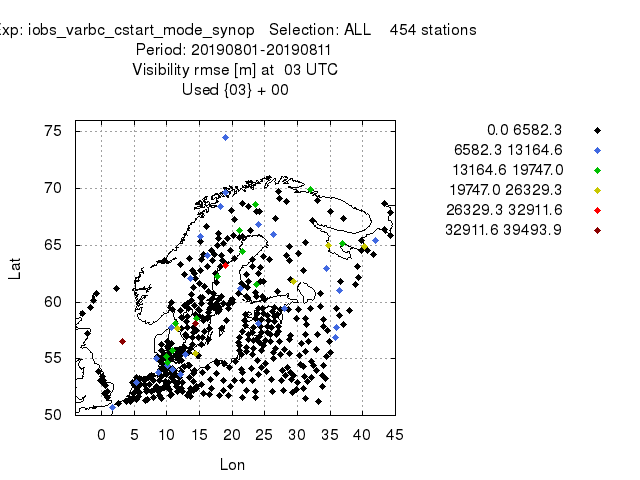 xp: iobs_varbc_cstart_mode_synop Selection: ALL 454 stations
Period: 20190801-20190811
Visibility rmse [m] at 03 UTC
Used {03} + 00
0.0 6582.3
6582.3 13164.6
13164.6 19747.0
19747.0 26329.3
26329.3 32911.6
32911.6 39493.9
Lat
75
70
65
60
55
50
0 5 10 15 20 25 30 35 40 45
Lon